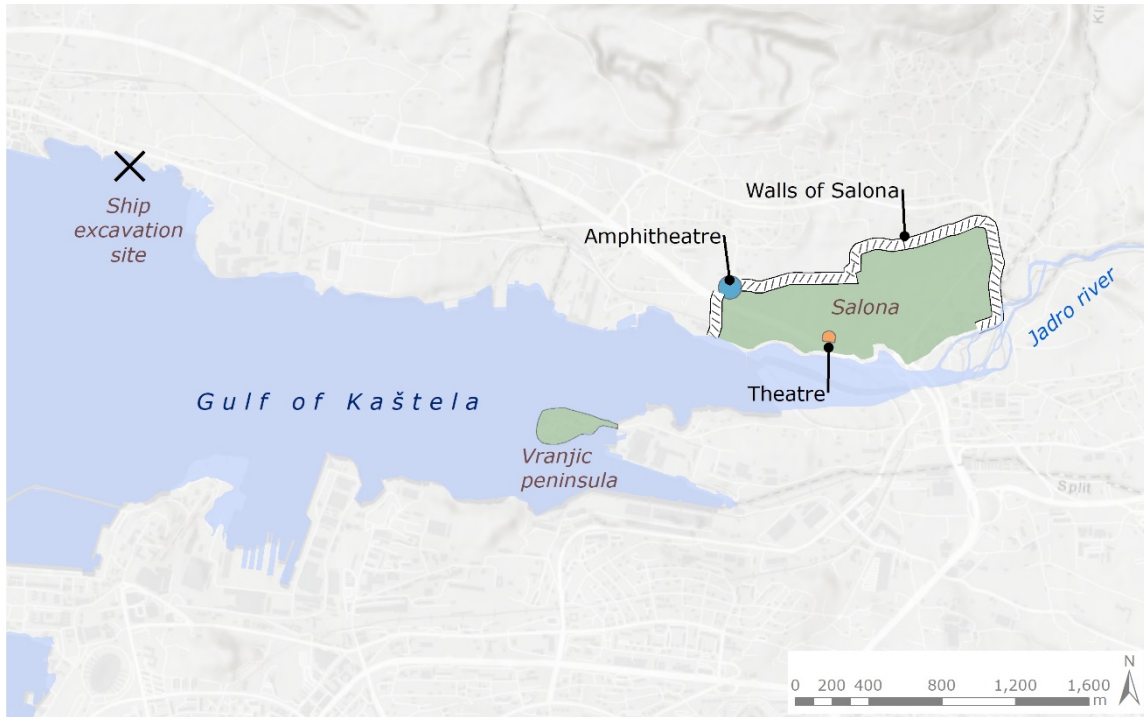 Kl
Walls of Salona
Ship
excavation
site
Amphitheatre
Salona
Jadro river
Theatre
Gulf of Kaštela
Vranjic
peninsula
Split
N
0 200 400 800 1,200 1,600
m